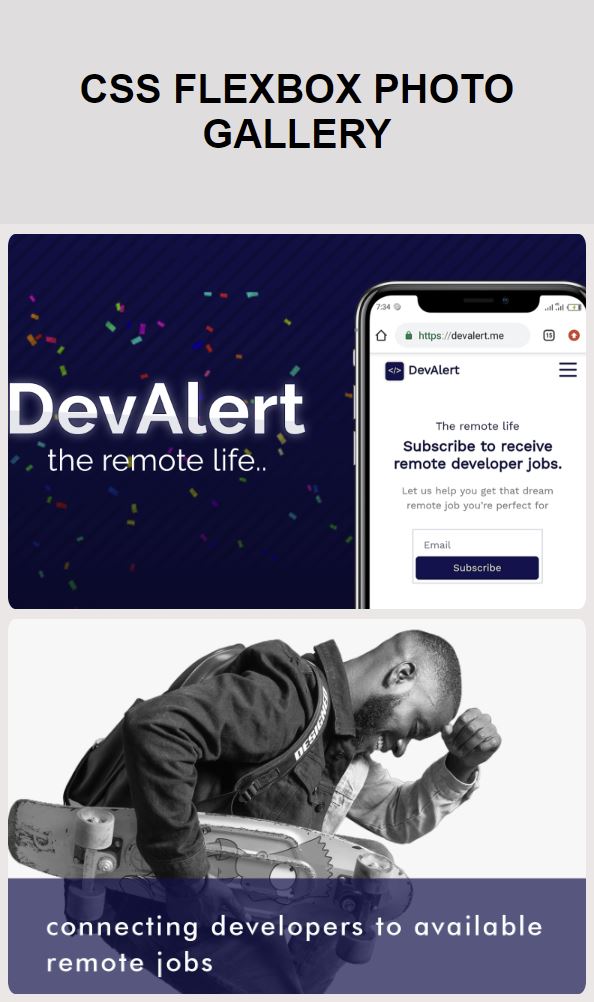 CSS FLEXBOX PHOTO
GALLERY
7:34
https://devalert.me
15
</> DevAlert
DevAlert
the remote life..
The remote life
Subscribe to receive
remote developer jobs.
Let us help you get that dream
remote job you're perfect for
Email
Subscribe
DESIGNED
connecting developers to available
remote jobs